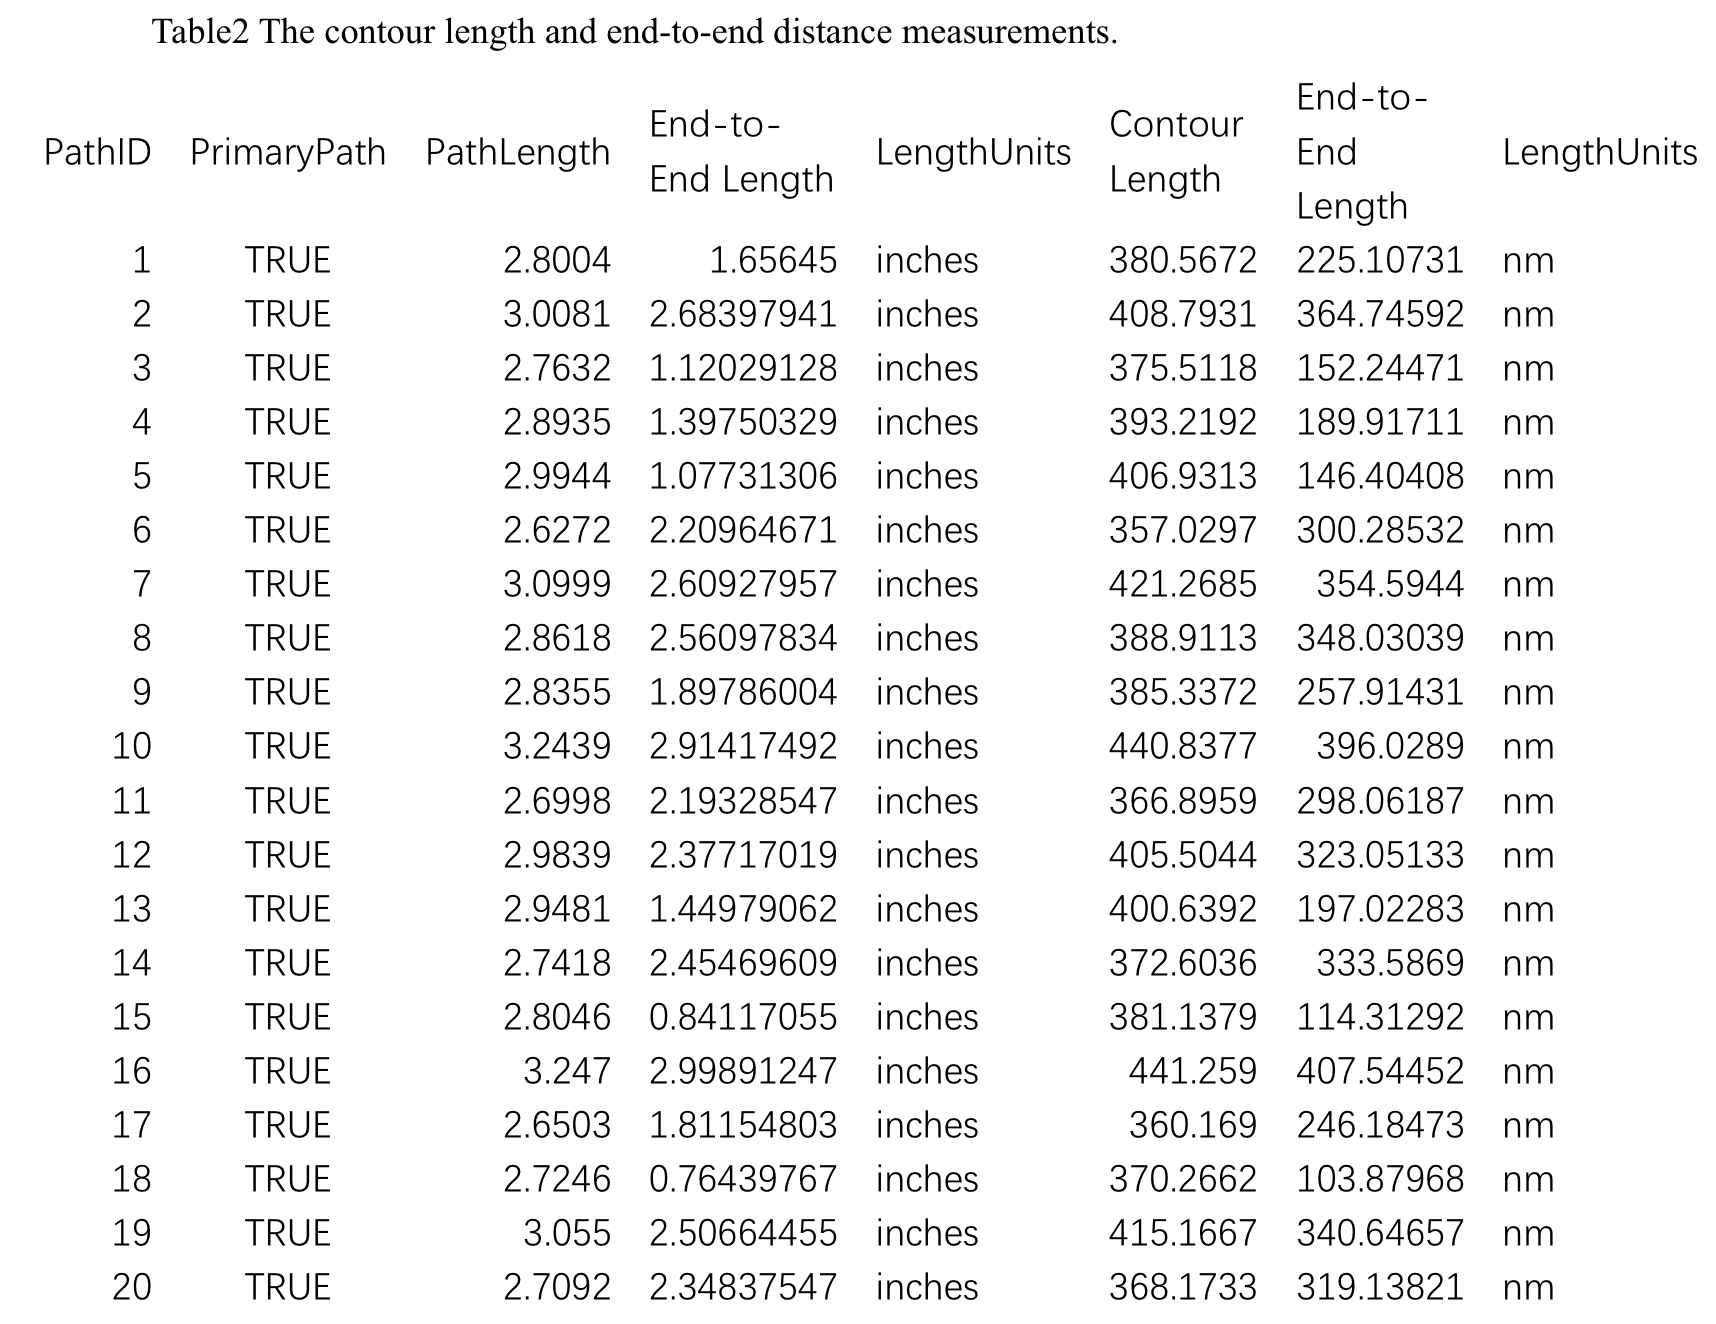 Table2 The contour length and end-to-end distance measurements.
PathID PrimaryPath PathLength End-to-End Length LengthUnits Contour Length End-to-End Length LengthUnits
1 TRUE 2.8004 1.65645 inches 380.5672 225.10731 nm
2 TRUE 3.0081 2.68397941 inches 408.7931 364.74592 nm
3 TRUE 2.7632 1.12029128 inches 375.5118 152.24471 nm
4 TRUE 2.8935 1.39750329 inches 393.2192 189.91711 nm
5 TRUE 2.9944 1.07731306 inches 406.9313 146.40408 nm
6 TRUE 2.6272 2.20964671 inches 357.0297 300.28532 nm
7 TRUE 3.0999 2.60927957 inches 421.2685 354.5944 nm
8 TRUE 2.8618 2.56097834 inches 388.9113 348.03039 nm
9 TRUE 2.8355 1.89786004 inches 385.3372 257.91431 nm
10 TRUE 3.2439 2.91417492 inches 440.8377 396.0289 nm
11 TRUE 2.6998 2.19328547 inches 366.8959 298.06187 nm
12 TRUE 2.9839 2.37717019 inches 405.5044 323.05133 nm
13 TRUE 2.9481 1.44979062 inches 400.6392 197.02283 nm
14 TRUE 2.7418 2.45469609 inches 372.6036 333.5869 nm
15 TRUE 2.8046 0.84117055 inches 381.1379 114.31292 nm
16 TRUE 3.247 2.99891247 inches 441.259 407.54452 nm
17 TRUE 2.6503 1.81154803 inches 360.169 246.18473 nm
18 TRUE 2.7246 0.76439767 inches 370.2662 103.87968 nm
19 TRUE 3.055 2.50664455 inches 415.1667 340.64657 nm
20 TRUE 2.7092 2.34837547 inches 368.1733 319.13821 nm